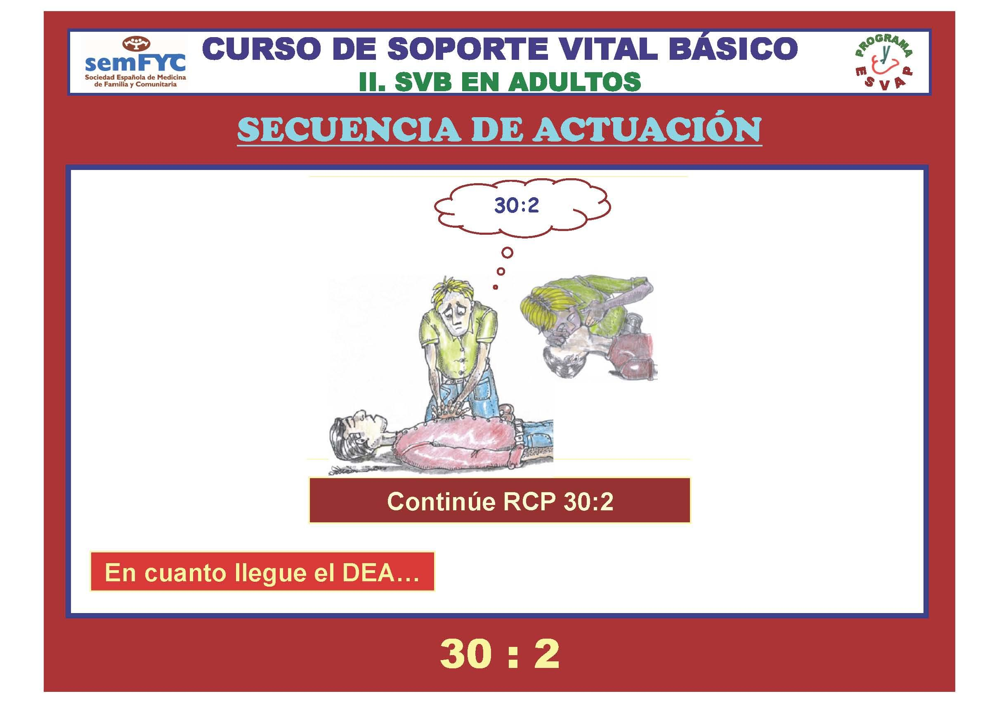 semFYC
Sociedad Española de Medicina
de Familia y Comunitaria
CURSO DE SOPORTE VITAL BÁSICO
II. SVB EN ADULTOS
PROGRAMA
ESVAP
SECUENCIA DE ACTUACIÓN
30:2
Continúe RCP 30:2
En cuanto llegue el DEA...
30 : 2